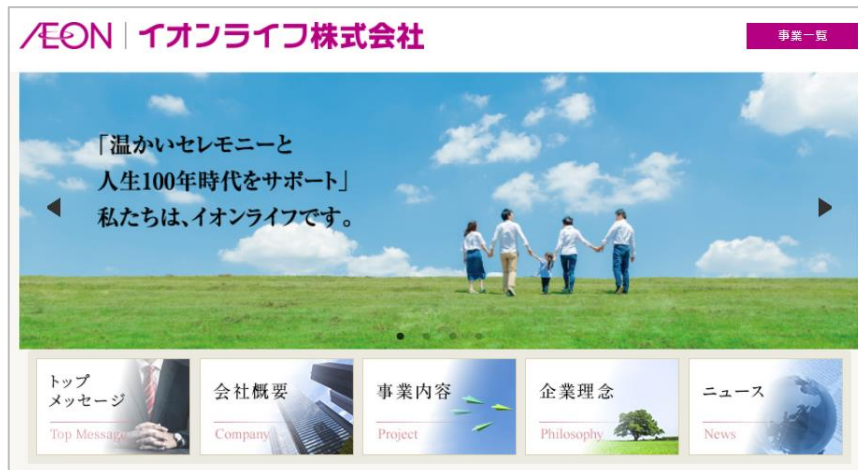 ÆON イオンライフ株式会社
事業一覧
「温かいセレモニーと
人生100年時代をサポート」
私たちは、イオンライフです。
トップ
メッセージ
Top Message
会社概要
Company
事業内容
Project
企業理念
Philosophy
ニュース
News